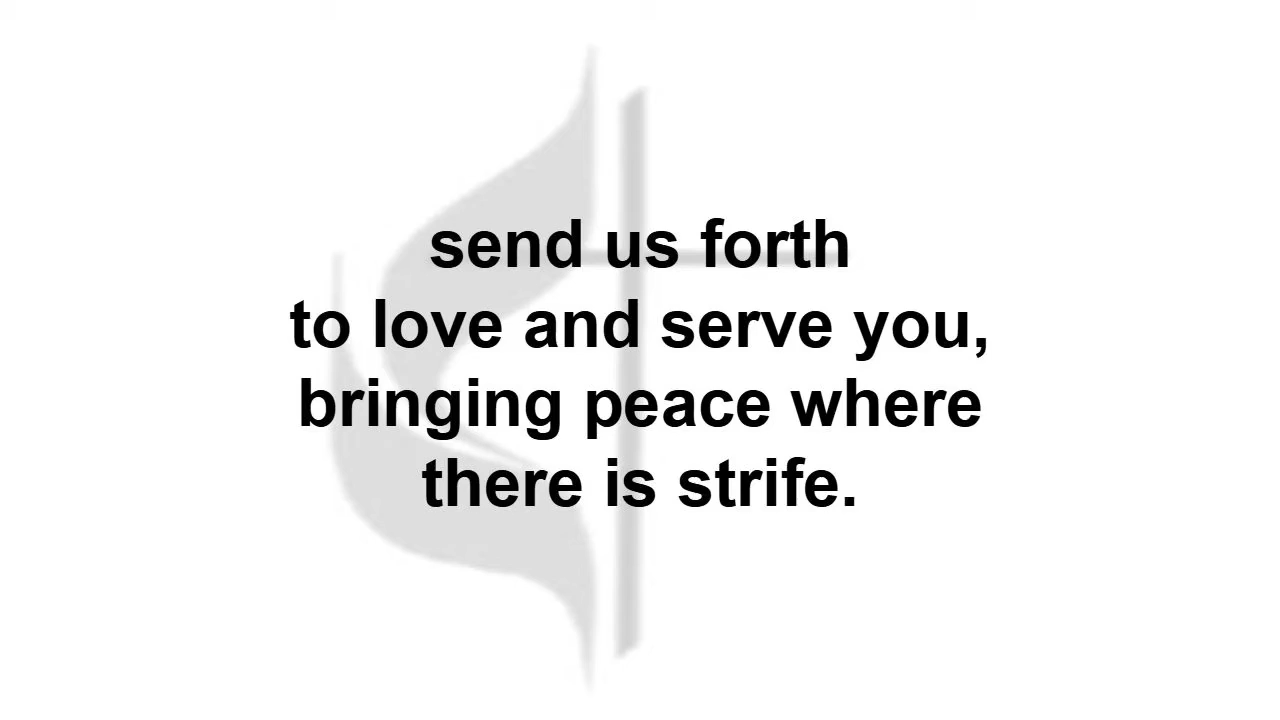 send us forth
to love and serve you,
bringing peace where
there is strife.